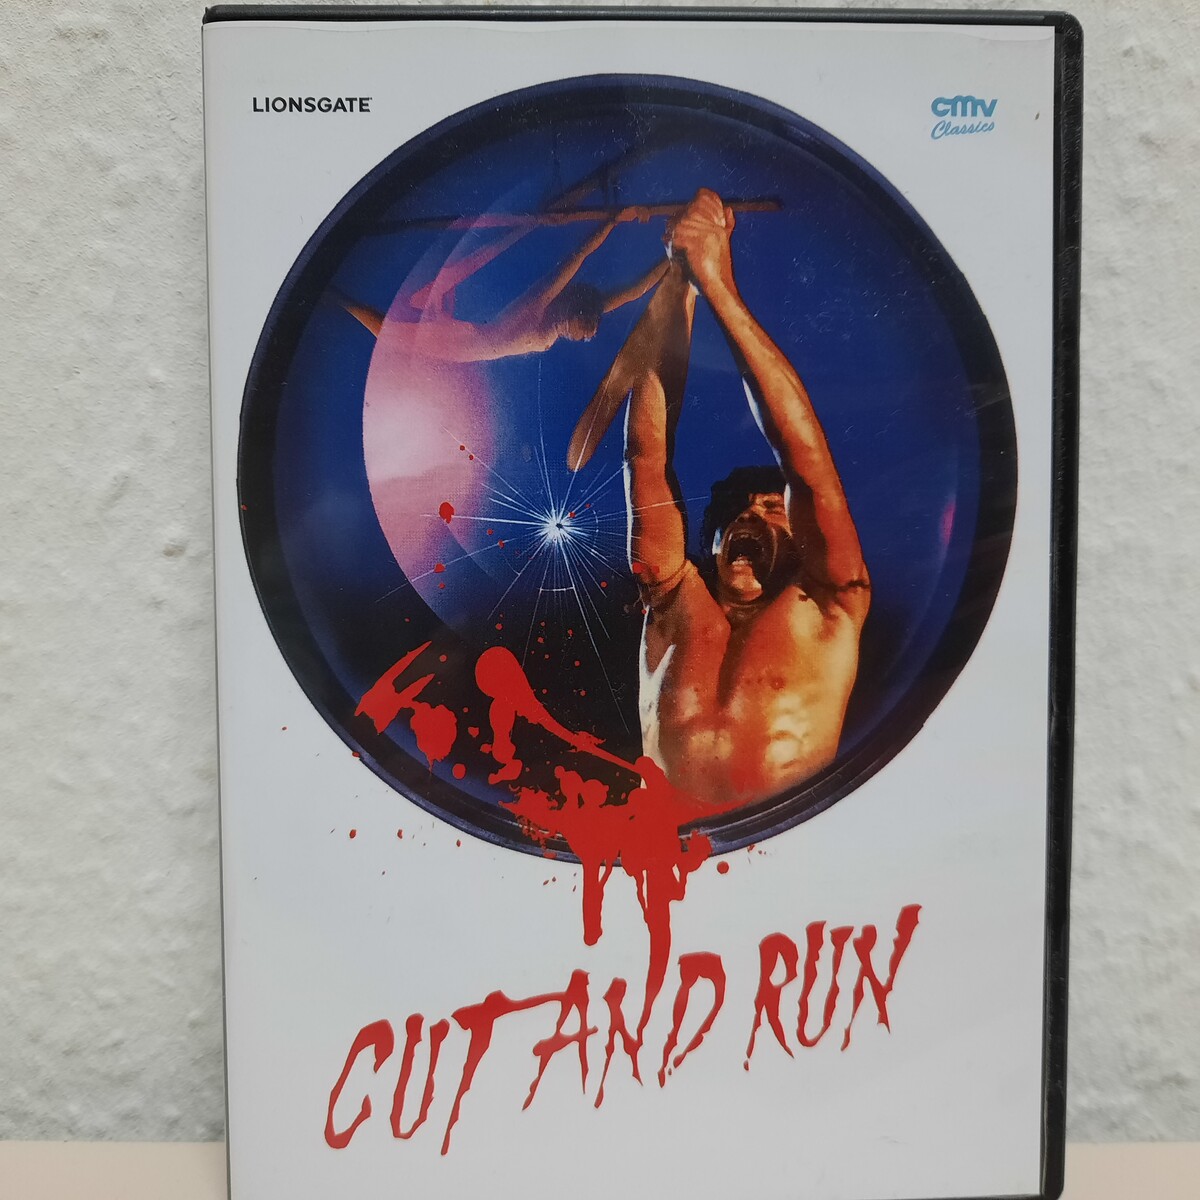 LIONSGATE
cmv
Classics
CUT AND RUN